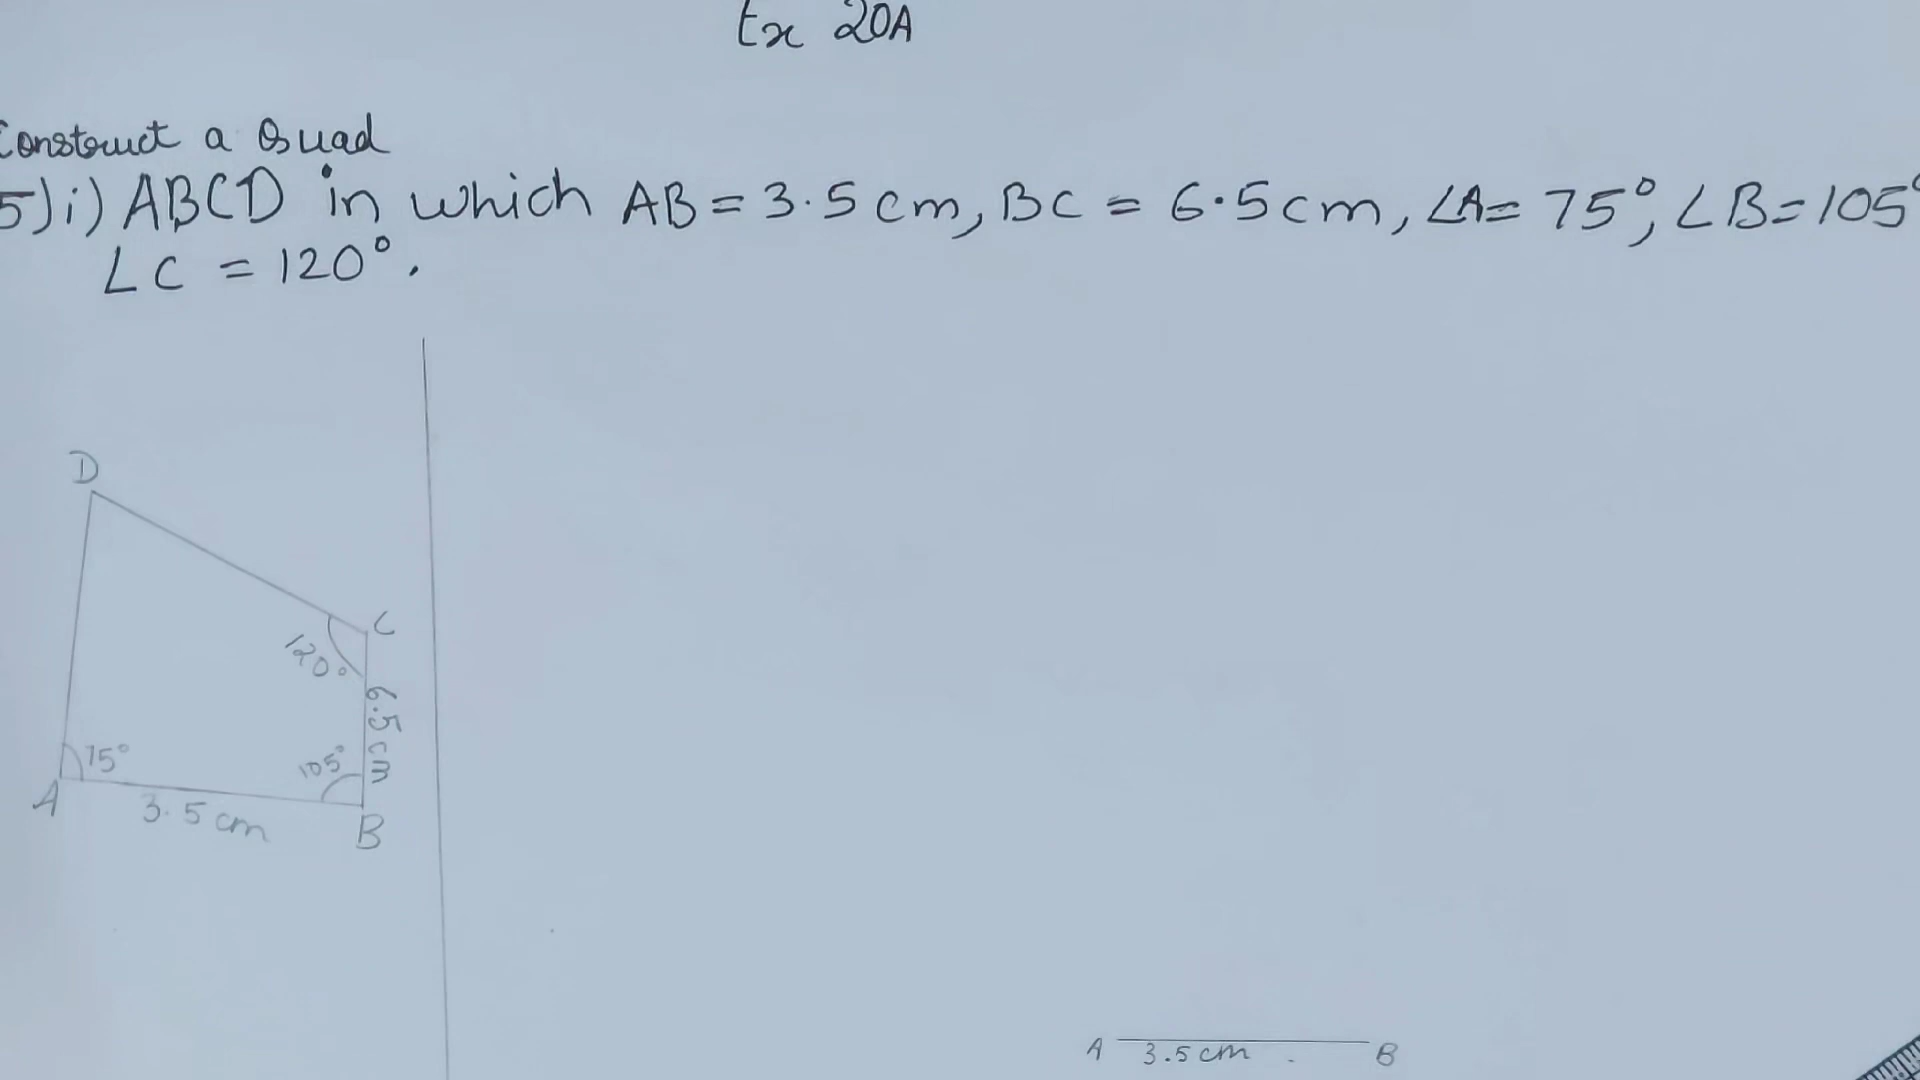 Ex 20A
Construct a Quad
5)i) ABCD in which AB = 3.5 cm, BC = 6.5 cm, ∠A = 75°, ∠B = 105°
∠C = 120°.
D
C
120°
6.5 cm
75°
105°
A
3.5 cm
B
A 3.5 cm B